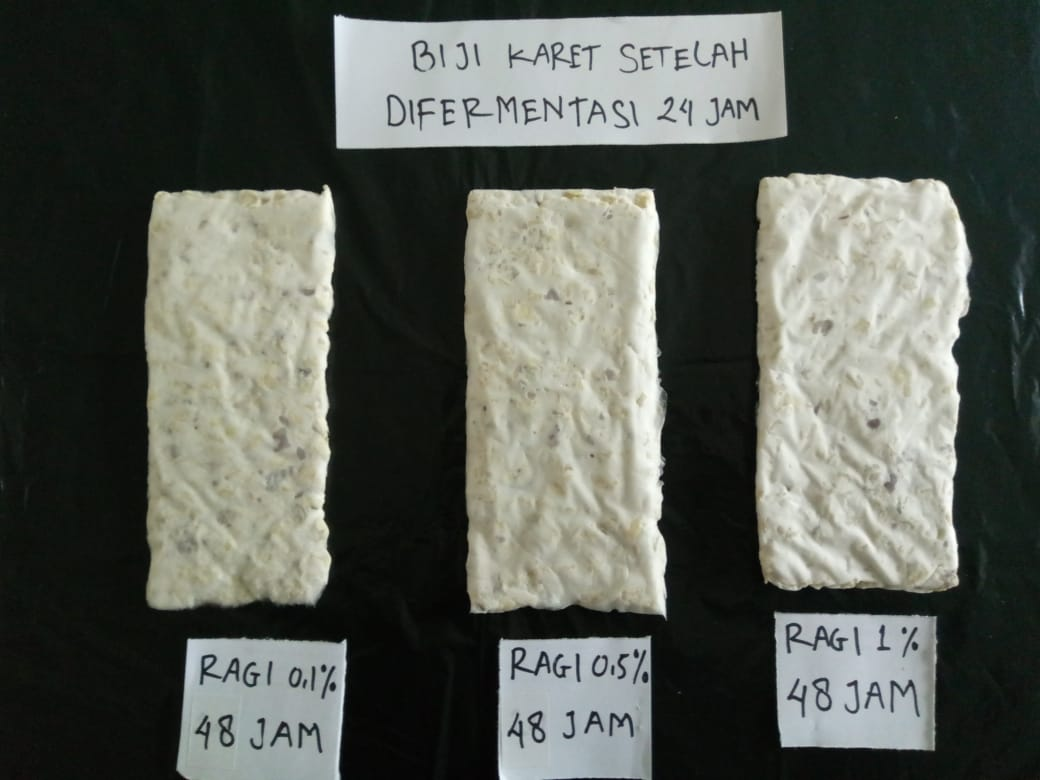 BIJI KARET SETELAH
DIFERMENTASI 24 JAM
RAGI 0,1%
48 JAM
RAGI 0,5%
48 JAM
RAGI 1%
48 JAM